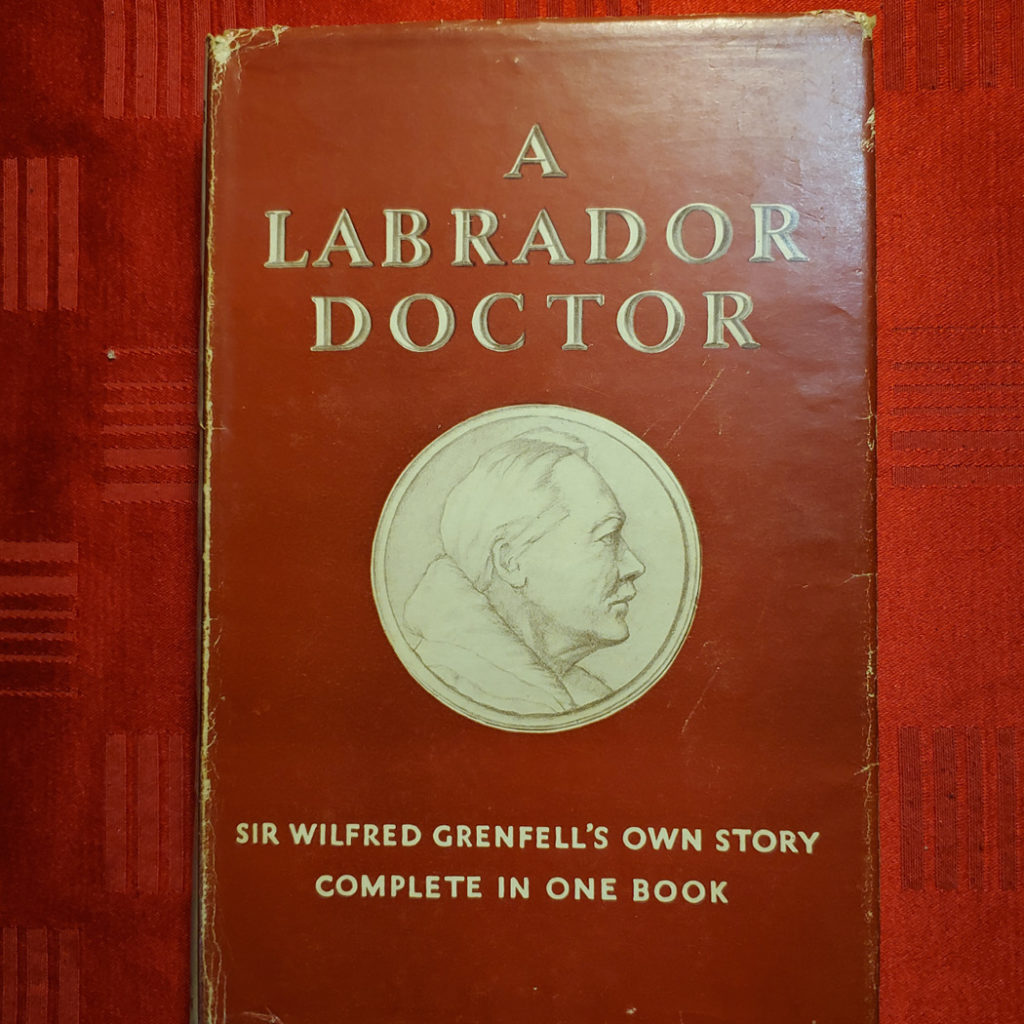 A
LABRADOR
DOCTOR
SIR WILFRED GRENFELL'S OWN STORY
COMPLETE IN ONE BOOK